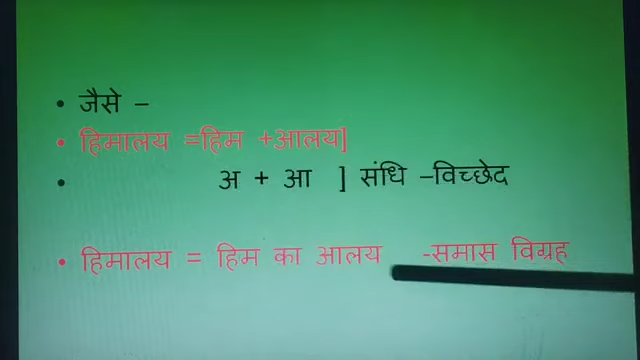 • जैसे –
• हिमालय =हिम +आलय]
• अ + आ ] संधि –विच्छेद
• हिमालय = हिम का आलय -समास विग्रह